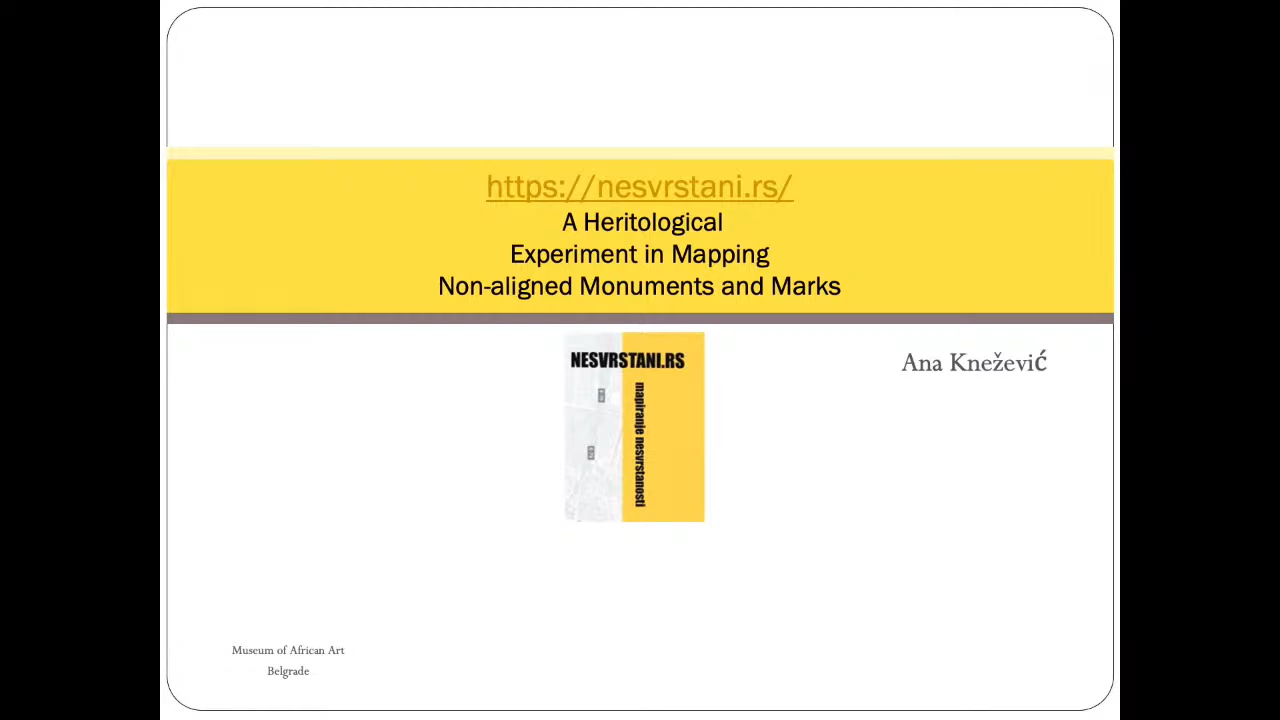 https://nesvrstani.rs/
A Heritological
Experiment in Mapping
Non-aligned Monuments and Marks
NESVRSTANI.RS
mapiranje nesvrstanosti
Ana Knežević
Museum of African Art
Belgrade